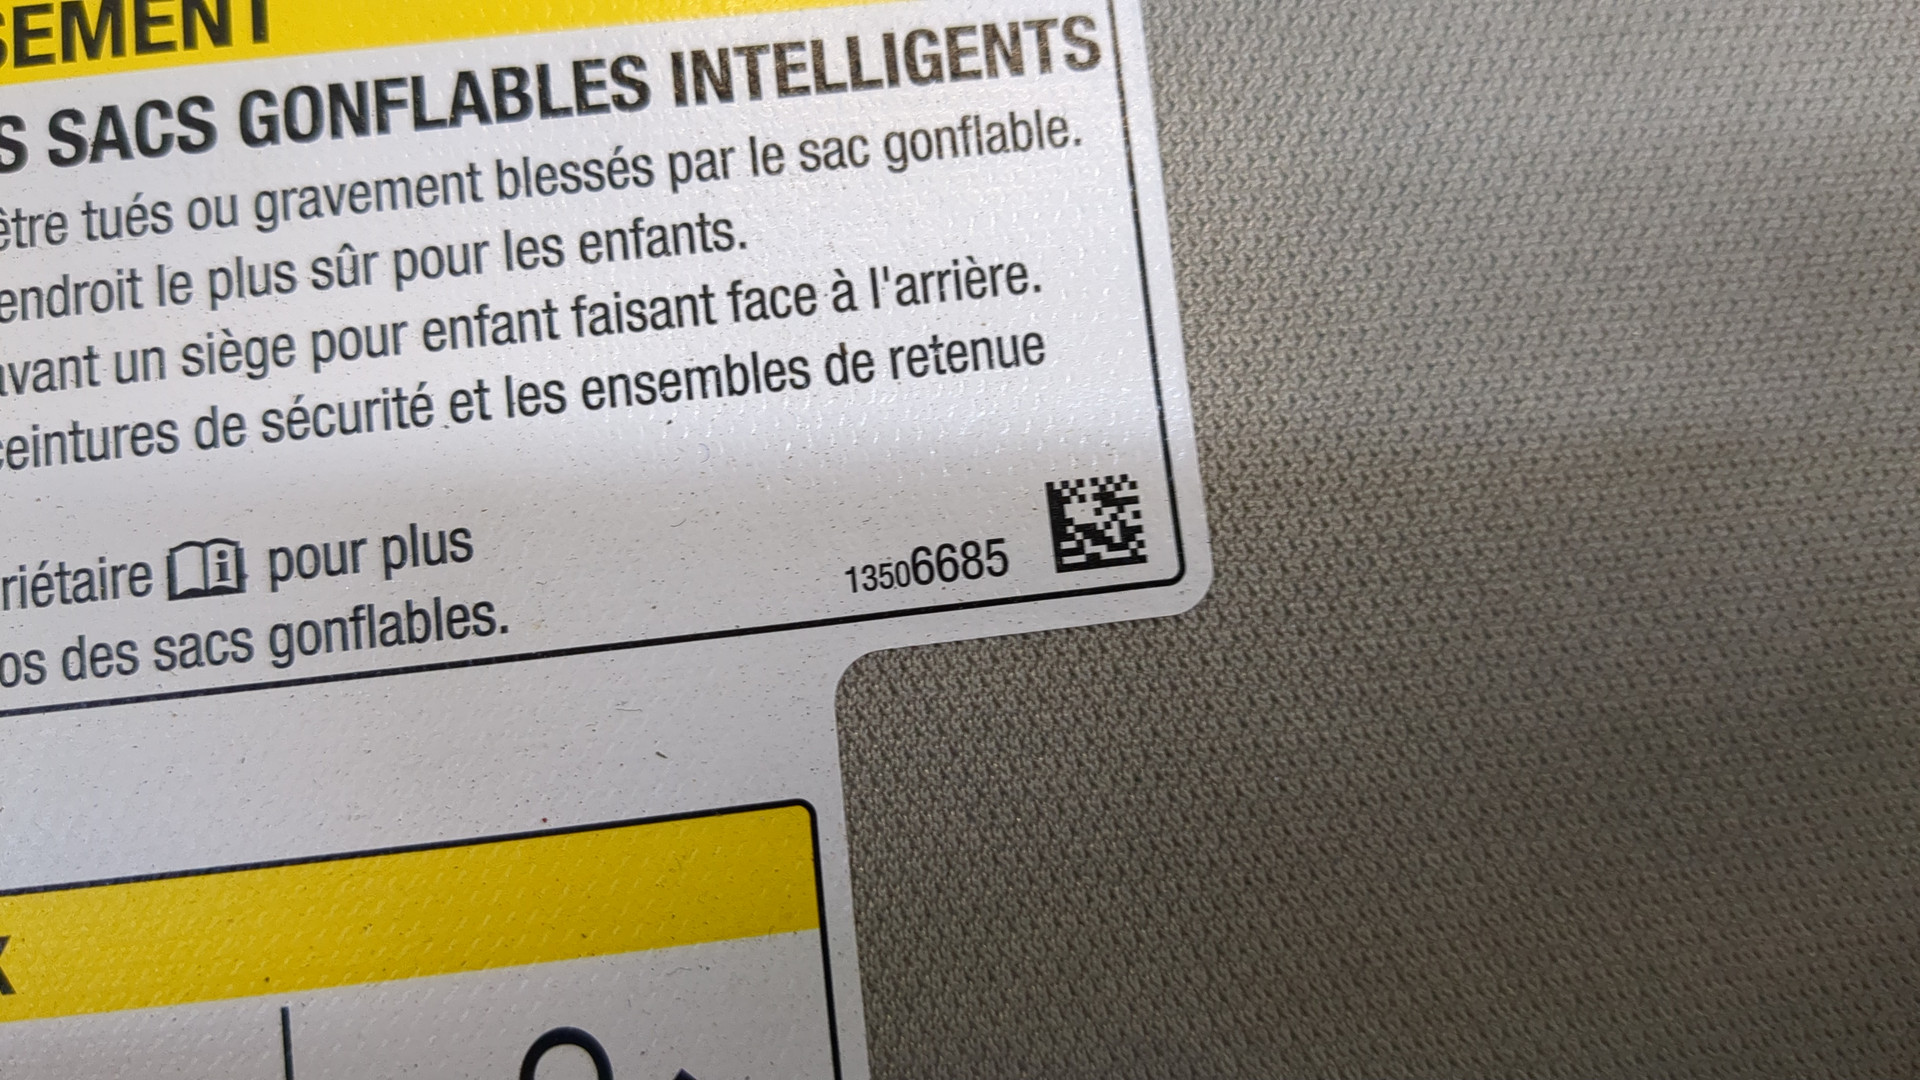 SEMENT
S SACS GONFLABLES INTELLIGENTS
être tués ou gravement blessés par le sac gonflable.
endroit le plus sûr pour les enfants.
avant un siège pour enfant faisant face à l'arrière.
ceintures de sécurité et les ensembles de retenue
riétaire pour plus
os des sacs gonflables.
13506685
X